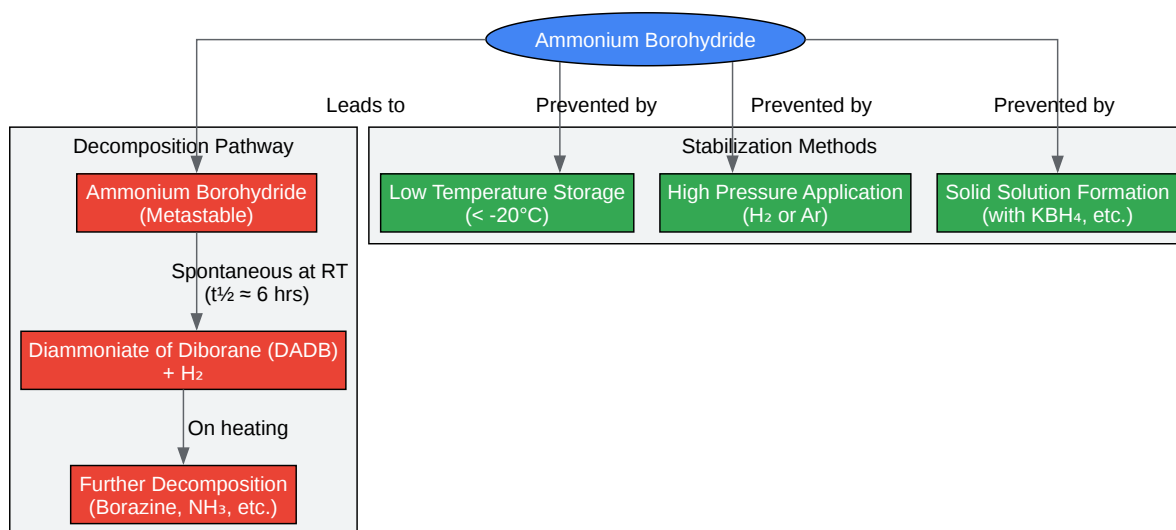 Ammonium Borohydride
Leads to
Prevented by
Prevented by
Prevented by
Decomposition Pathway
Stabilization Methods
Ammonium Borohydride
(Metastable)
Low Temperature Storage
(< -20°C)
High Pressure Application
(H₂ or Ar)
Solid Solution Formation
(with KBH₄, etc.)
Spontaneous at RT
(t½ ≈ 6 hrs)
Diammoniate of Diborane (DADB)
+ H₂
On heating
Further Decomposition
(Borazine, NH₃, etc.)